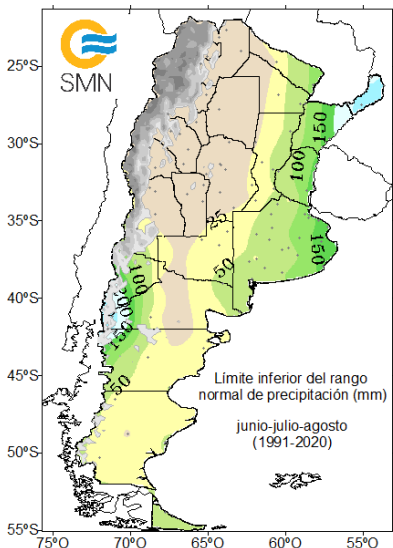 SMN
25°S
30°S
35°S
40°S
45°S
50°S
55°S
150
100
25
150
50
100
150
50
Límite inferior del rango
normal de precipitación (mm)
junio-julio-agosto
(1991-2020)
75°O
70°O
65°O
60°O
55°O